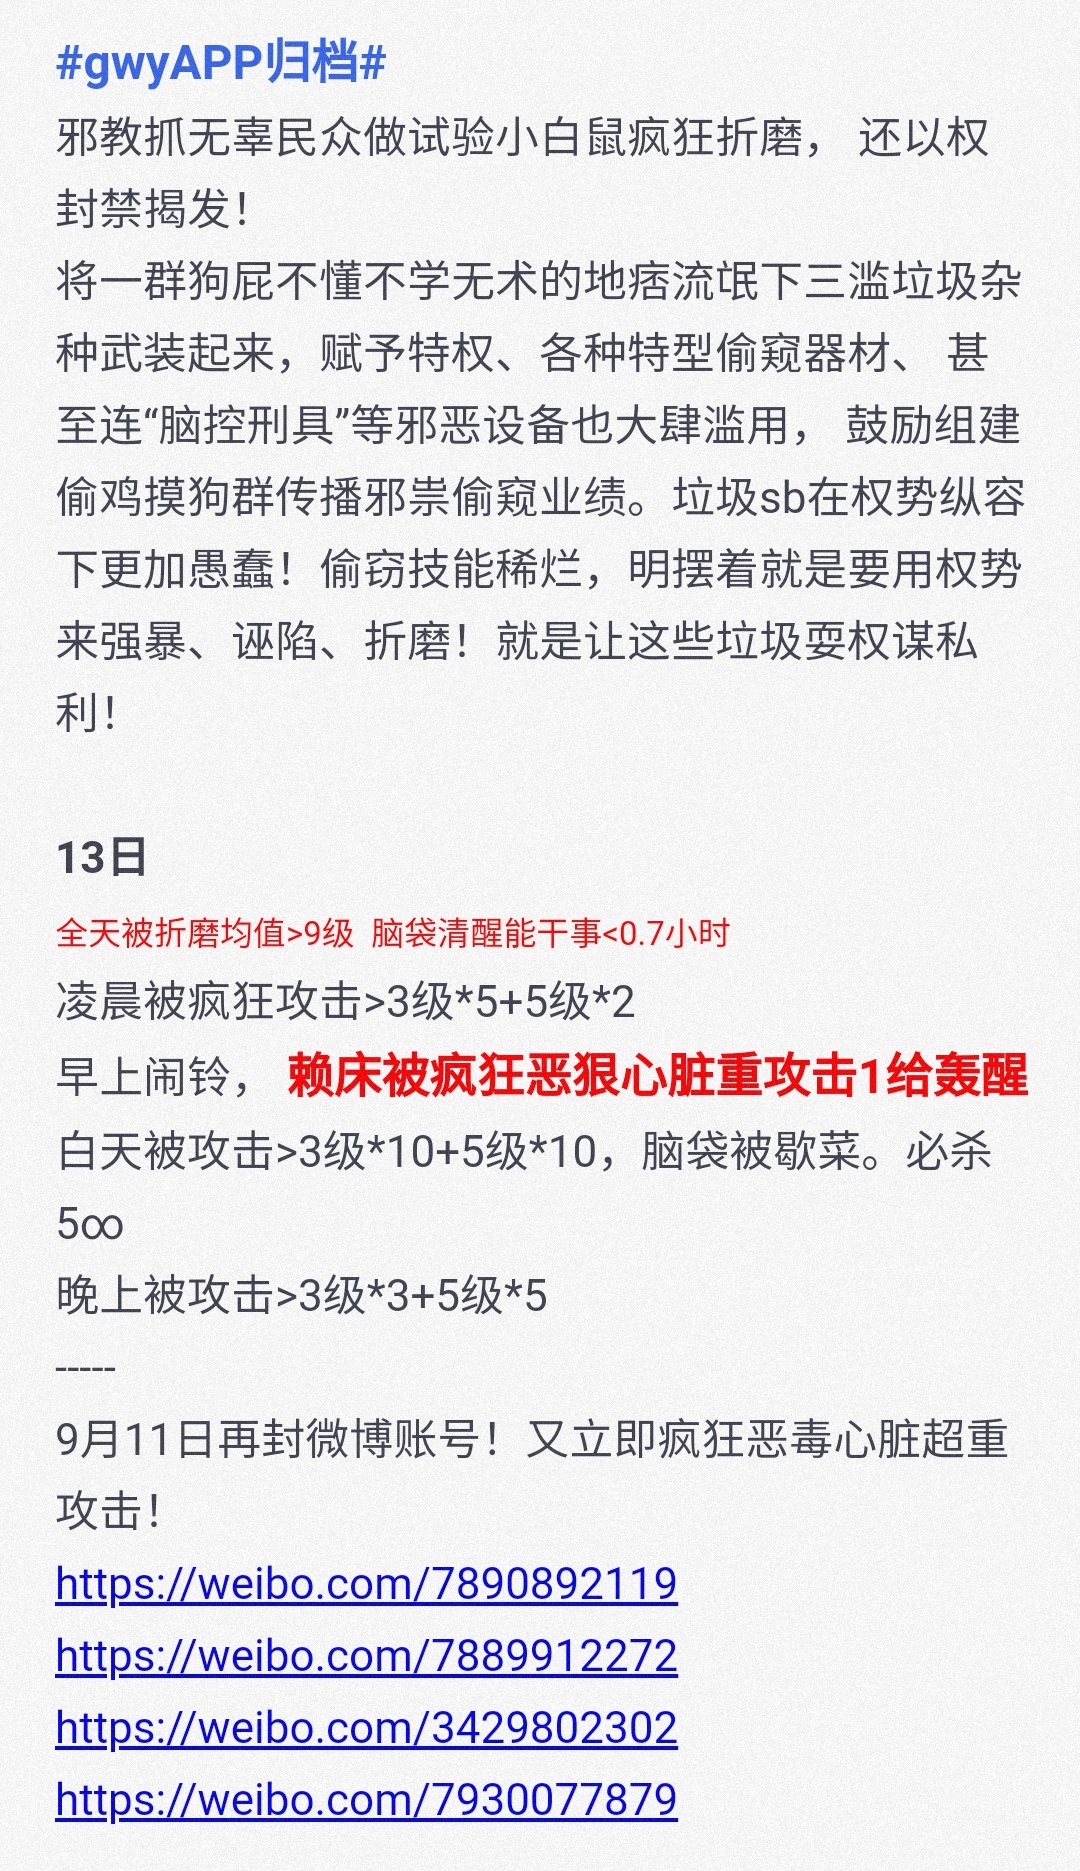 #gwyAPP归档#
邪教抓无辜民众做试验小白鼠疯狂折磨， 还以权
封禁揭发！
将一群狗屁不懂不学无术的地痞流氓下三滥垃圾杂
种武装起来，赋予特权、各种特型偷窥器材、 甚
至连“脑控刑具”等邪恶设备也大肆滥用， 鼓励组建
偷鸡摸狗群传播邪祟偷窥业绩。垃圾sb在权势纵容
下更加愚蠢！偷窃技能稀烂，明摆着就是要用权势
来强暴、诬陷、折磨！就是让这些垃圾耍权谋私
利！
13日
全天被折磨均值>9级 脑袋清醒能干事<0.7小时
凌晨被疯狂攻击>3级*5+5级*2
早上闹铃， 赖床被疯狂恶狠心脏重攻击1给轰醒
白天被攻击>3级*10+5级*10，脑袋被歇菜。必杀
5∞
晚上被攻击>3级*3+5级*5
-----
9月11日再封微博账号！又立即疯狂恶毒心脏超重
攻击！
https://weibo.com/7890892119
https://weibo.com/7889912272
https://weibo.com/3429802302
https://weibo.com/7930077879